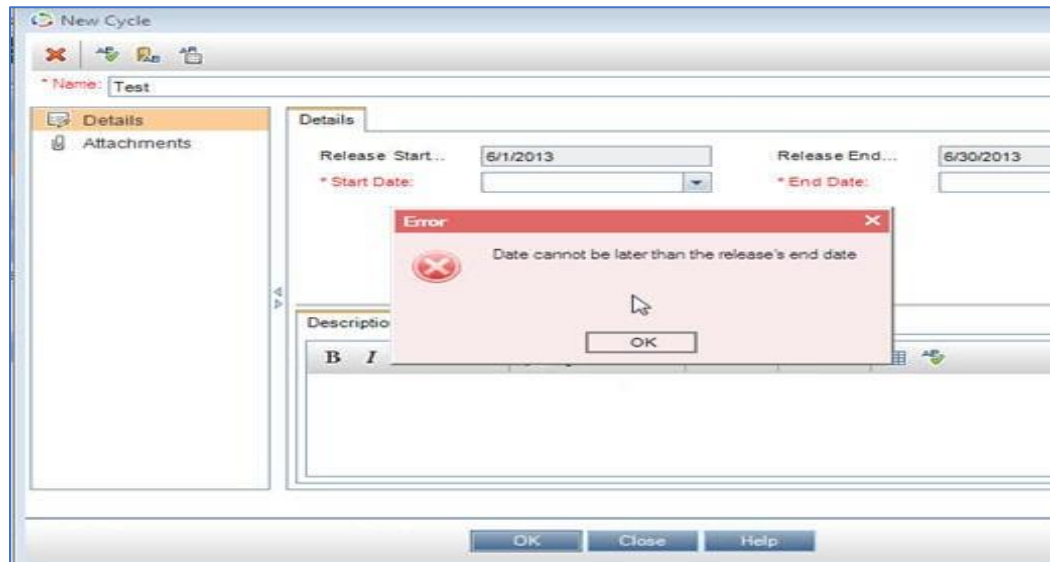 New Cycle
* Name: Test
Details
Attachments
Details
Release Start... 6/1/2013 Release End... 6/30/2013
* Start Date: * End Date:
Error
Date cannot be later than the release's end date
OK
Descriptio
B I
OK Close Help